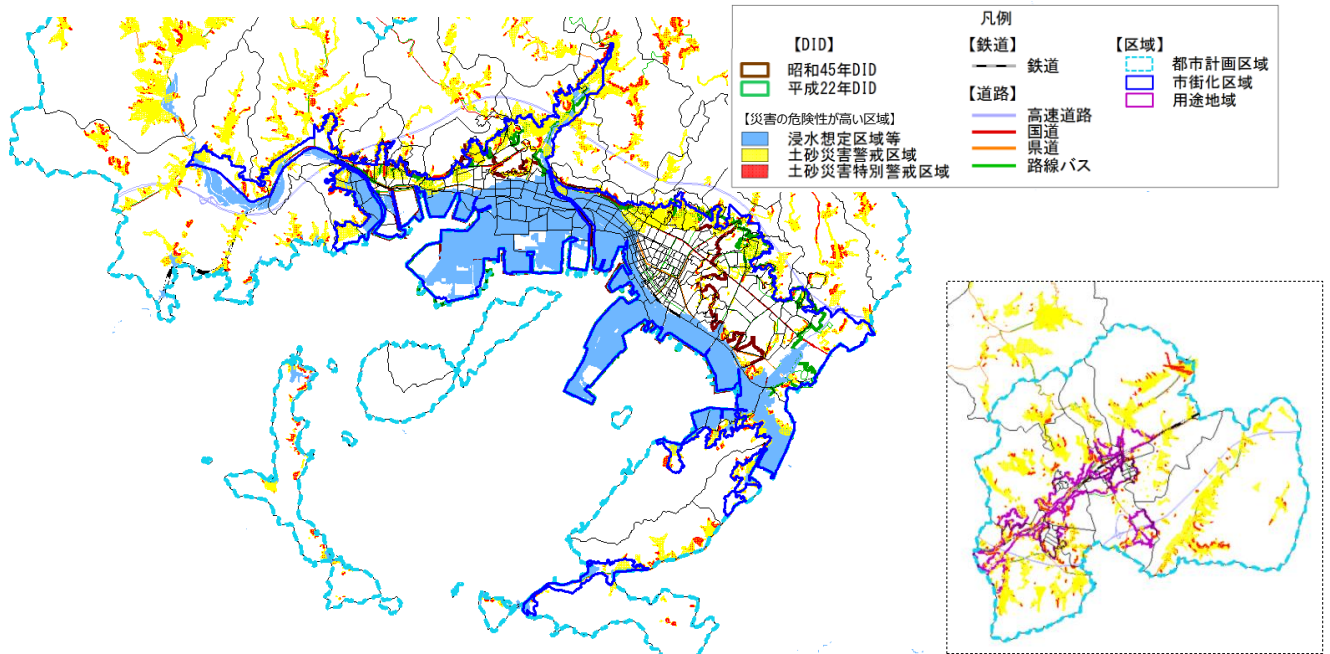 凡例
【DID】
昭和45年DID
平成22年DID
【災害の危険性が高い区域】
浸水想定区域等
土砂災害警戒区域
土砂災害特別警戒区域
【鉄道】
鉄道
【道路】
高速道路
国道
県道
路線バス
【区域】
都市計画区域
市街化区域
用途地域